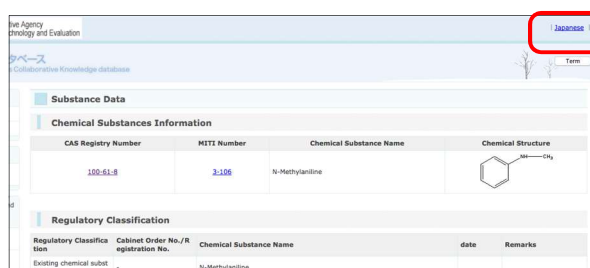 tive Agency
chnology and Evaluation
| Japanese |
タベース
s Collaborative Knowledge database
Term
Substance Data
Chemical Substances Information
CAS Registry Number MITI Number Chemical Substance Name Chemical Structure
100-61-8 3-106 N-Methylaniline
NH CH3
nd
Regulatory Classification
Regulatory Classifica Cabinet Order No./R Chemical Substance Name date Remarks
tion egistration No.
Existing chemical subst
N-Methylaniline